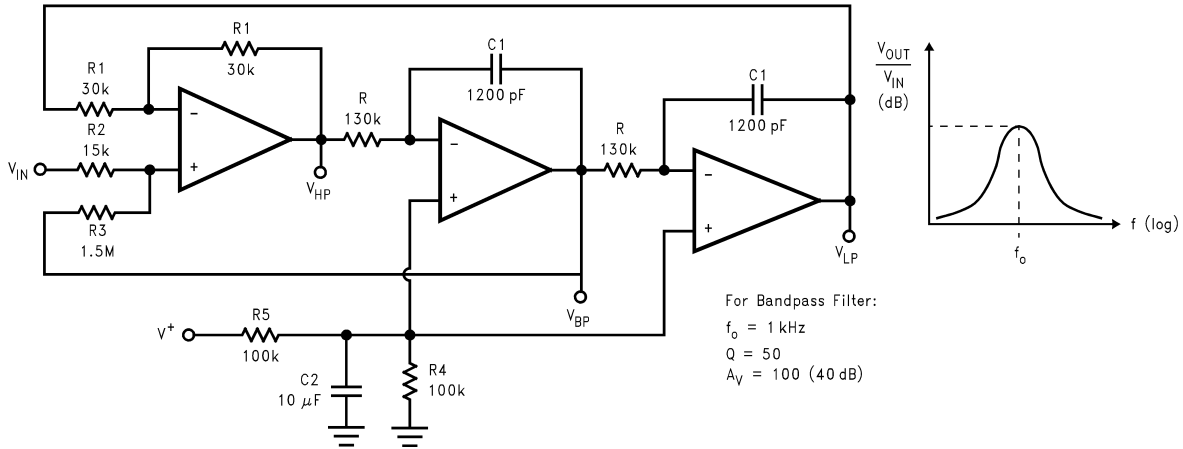 R1
30k
R1
30k
R2
15k
V_IN
R3
1.5M
V_HP
R
130k
C1
1200 pF
R
130k
C1
1200 pF
V_BP
V_LP
V+
R5
100k
C2
10 μF
R4
100k
V_OUT
V_IN
(dB)
f (log)
f_o
For Bandpass Filter:
f_o = 1 kHz
Q = 50
A_V = 100 (40 dB)
−
+
−
+
−
+